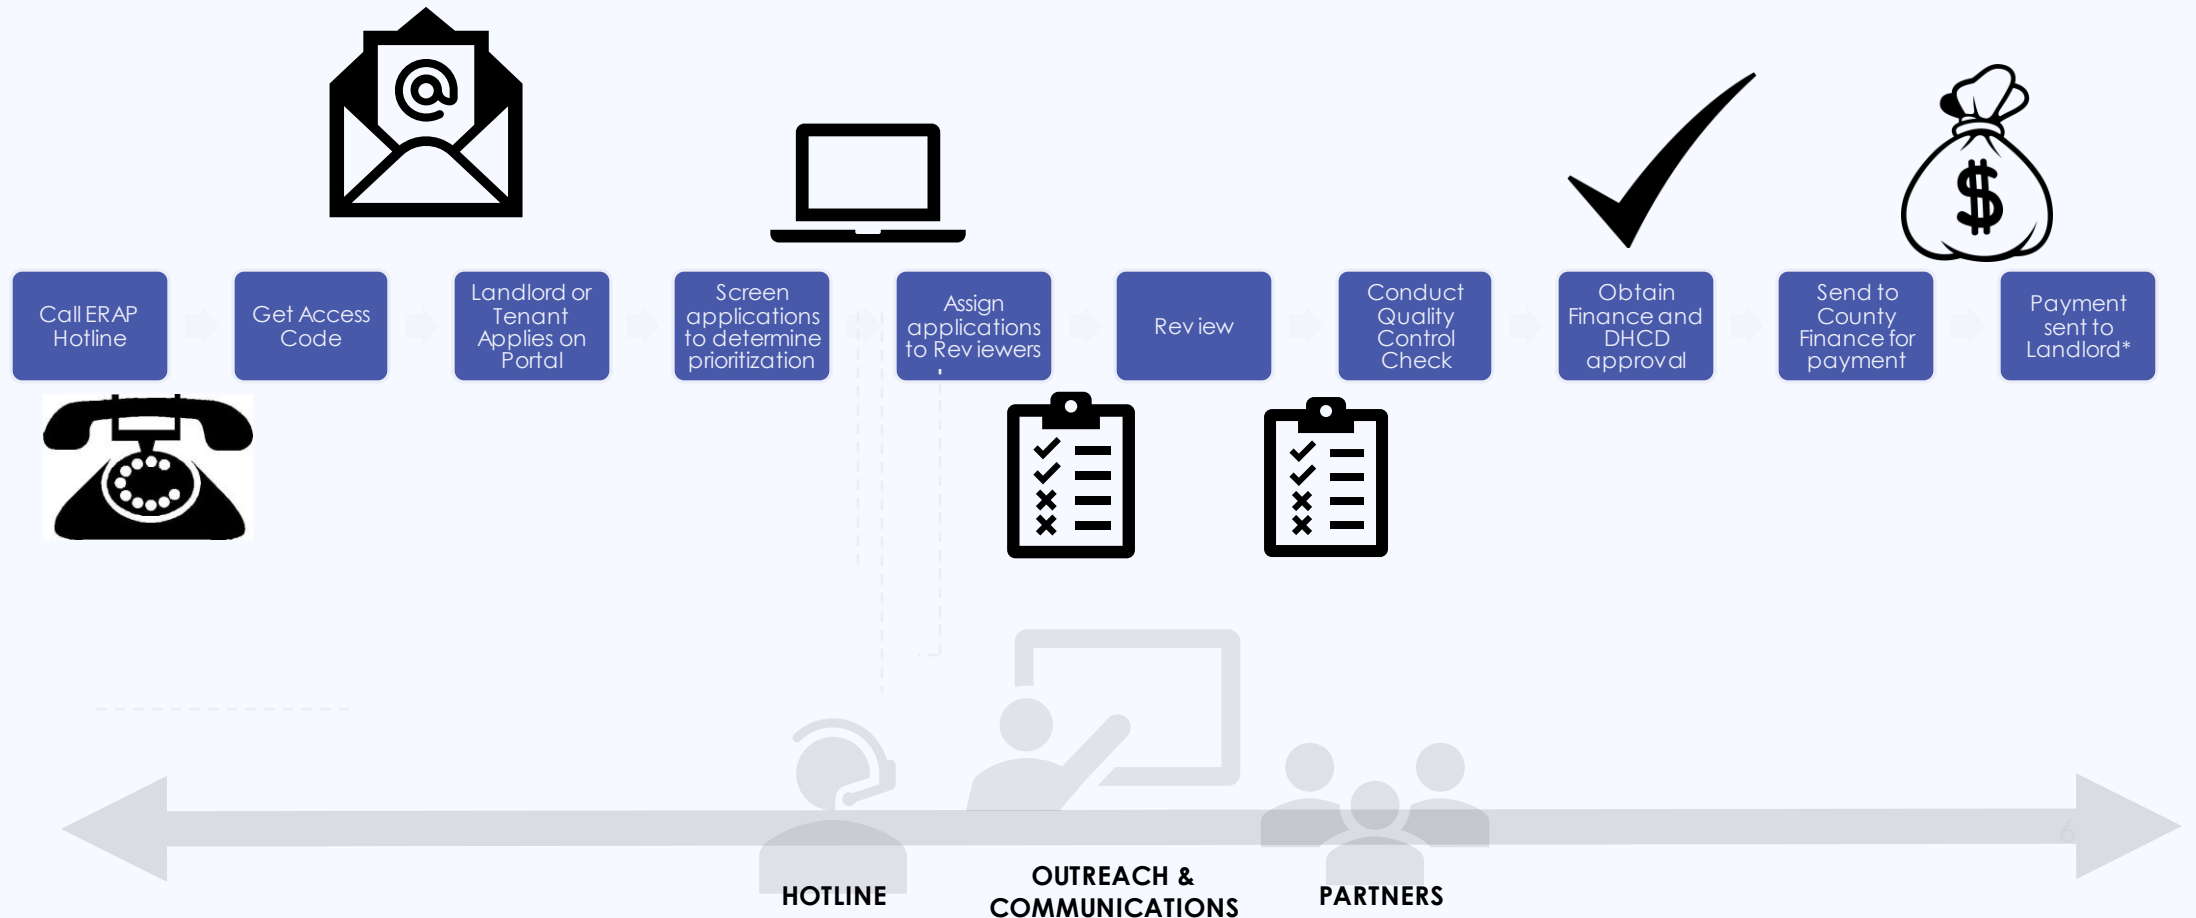 Call ERAP
Hotline
Get Access
Code
Landlord or
Tenant
Applies on
Portal
Screen
applications
to determine
prioritization
Assign
applications
to Reviewers
Review
Conduct
Quality
Control
Check
Obtain
Finance and
DHCD
approval
Send to
County
Finance for
payment
Payment
sent to
Landlord*
@
$
6
HOTLINE
OUTREACH &
COMMUNICATIONS
PARTNERS